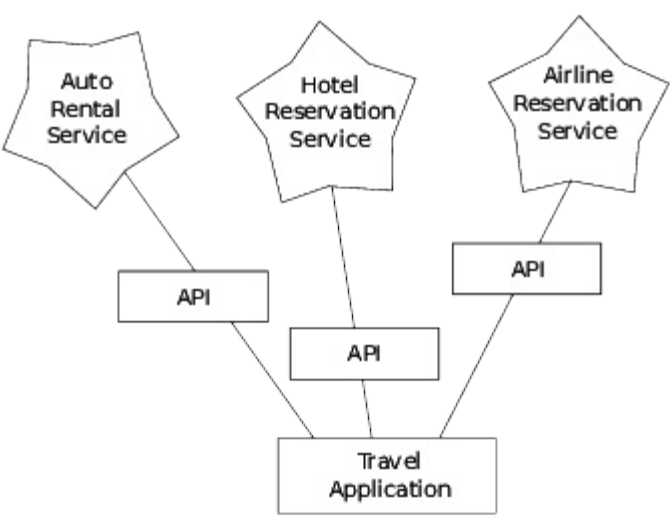 Auto
Rental
Service
Hotel
Reservation
Service
Airline
Reservation
Service
API
API
API
Travel
Application